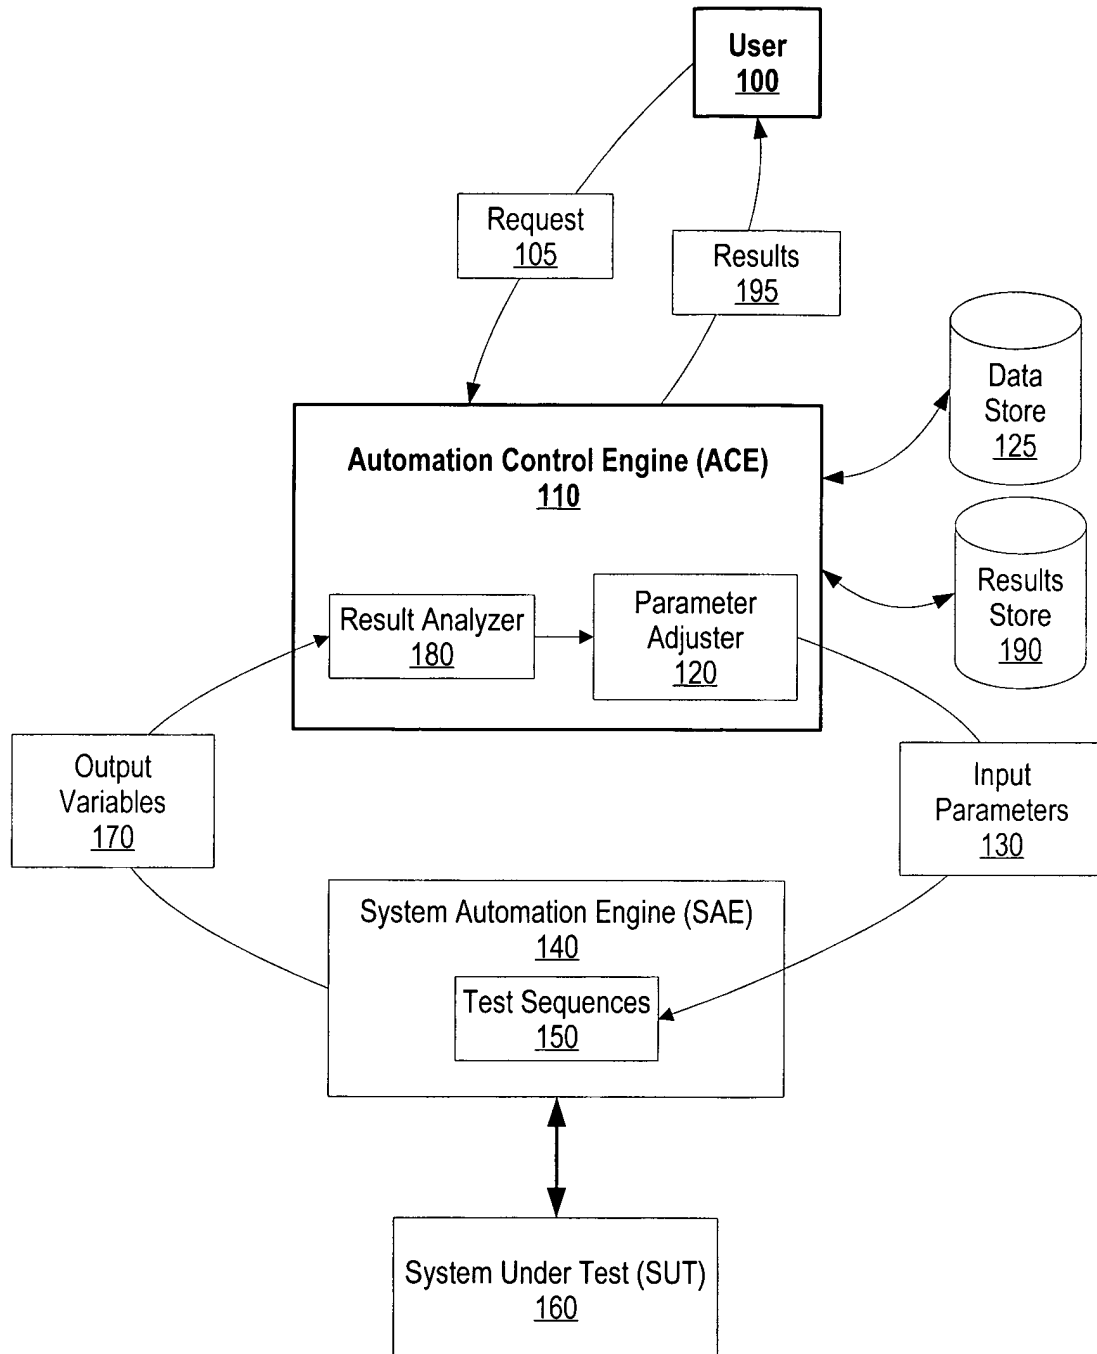 User
100
Request
105
Results
195
Data
Store
125
Automation Control Engine (ACE)
110
Results
Store
190
Result Analyzer
180
Parameter
Adjuster
120
Output
Variables
170
Input
Parameters
130
System Automation Engine (SAE)
140
Test Sequences
150
System Under Test (SUT)
160